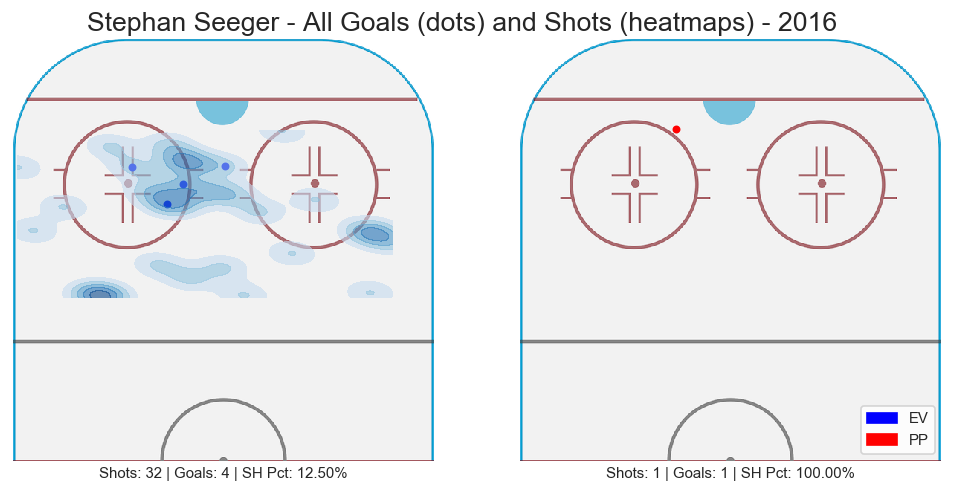 Stephan Seeger - All Goals (dots) and Shots (heatmaps) - 2016
EV
PP
Shots: 32 | Goals: 4 | SH Pct: 12.50%
Shots: 1 | Goals: 1 | SH Pct: 100.00%